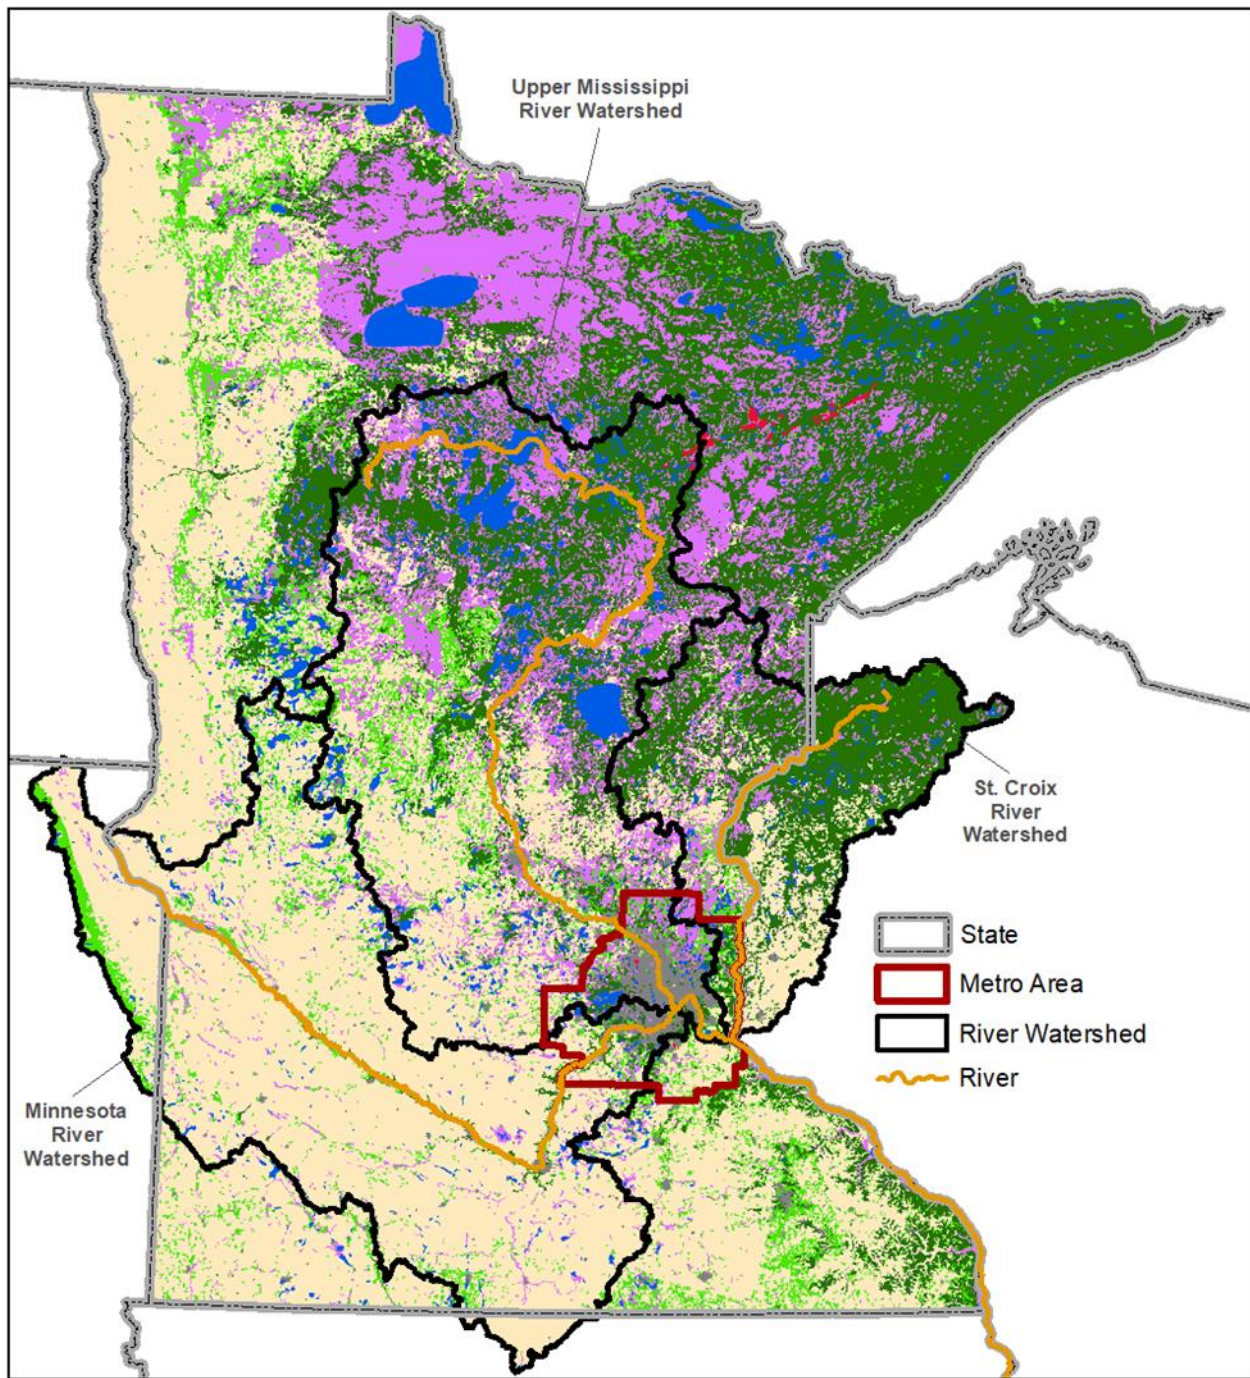 Upper Mississippi
River Watershed
St. Croix
River
Watershed
State
Metro Area
River Watershed
River
Minnesota
River
Watershed